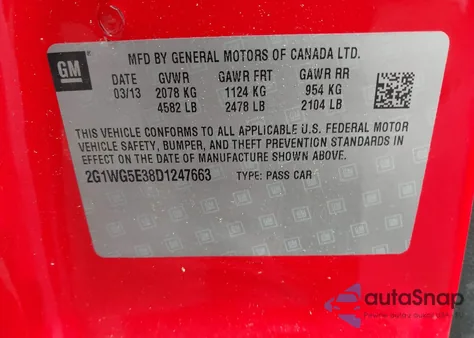 MFD BY GENERAL MOTORS OF CANADA LTD.
GM
DATE GVWR GAWR FRT GAWR RR
03/13 2078 KG 1124 KG 954 KG
4582 LB 2478 LB 2104 LB
THIS VEHICLE CONFORMS TO ALL APPLICABLE U.S. FEDERAL MOTOR
VEHICLE SAFETY, BUMPER, AND THEFT PREVENTION STANDARDS IN
EFFECT ON THE DATE OF MANUFACTURE SHOWN ABOVE.
2G1WG5E38D1247663 TYPE: PASS CAR
autoSnap